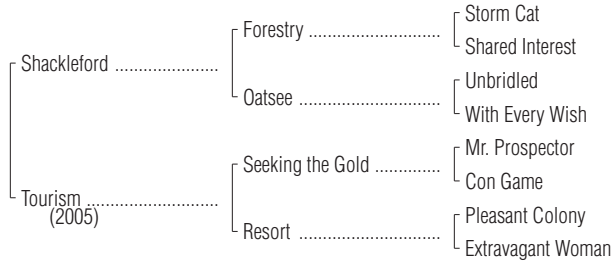 Storm Cat
Forestry ............................
Shared Interest
Shackleford ......................
Unbridled
Oatsee ..............................
With Every Wish
Mr. Prospector
Seeking the Gold ..............
Con Game
Tourism ............................
(2005)
Pleasant Colony
Resort ..............................
Extravagant Woman